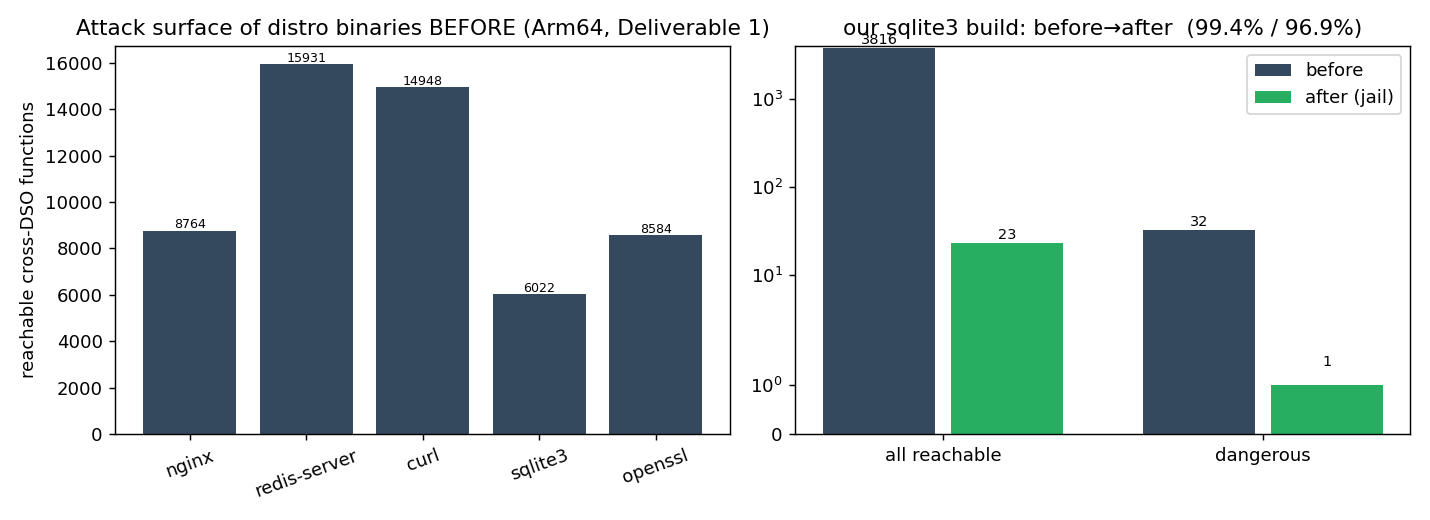 Attack surface of distro binaries BEFORE (Arm64, Deliverable 1)
reachable cross-DSO functions
16000
14000
12000
10000
8000
6000
4000
2000
0
8764
15931
14948
6022
8584
nginx
redis-server
curl
sqlite3
openssl
our sqlite3 build: before→after (99.4% / 96.9%)
before
after (jail)
10³
10²
10¹
10⁰
0
3816
23
32
1
all reachable
dangerous